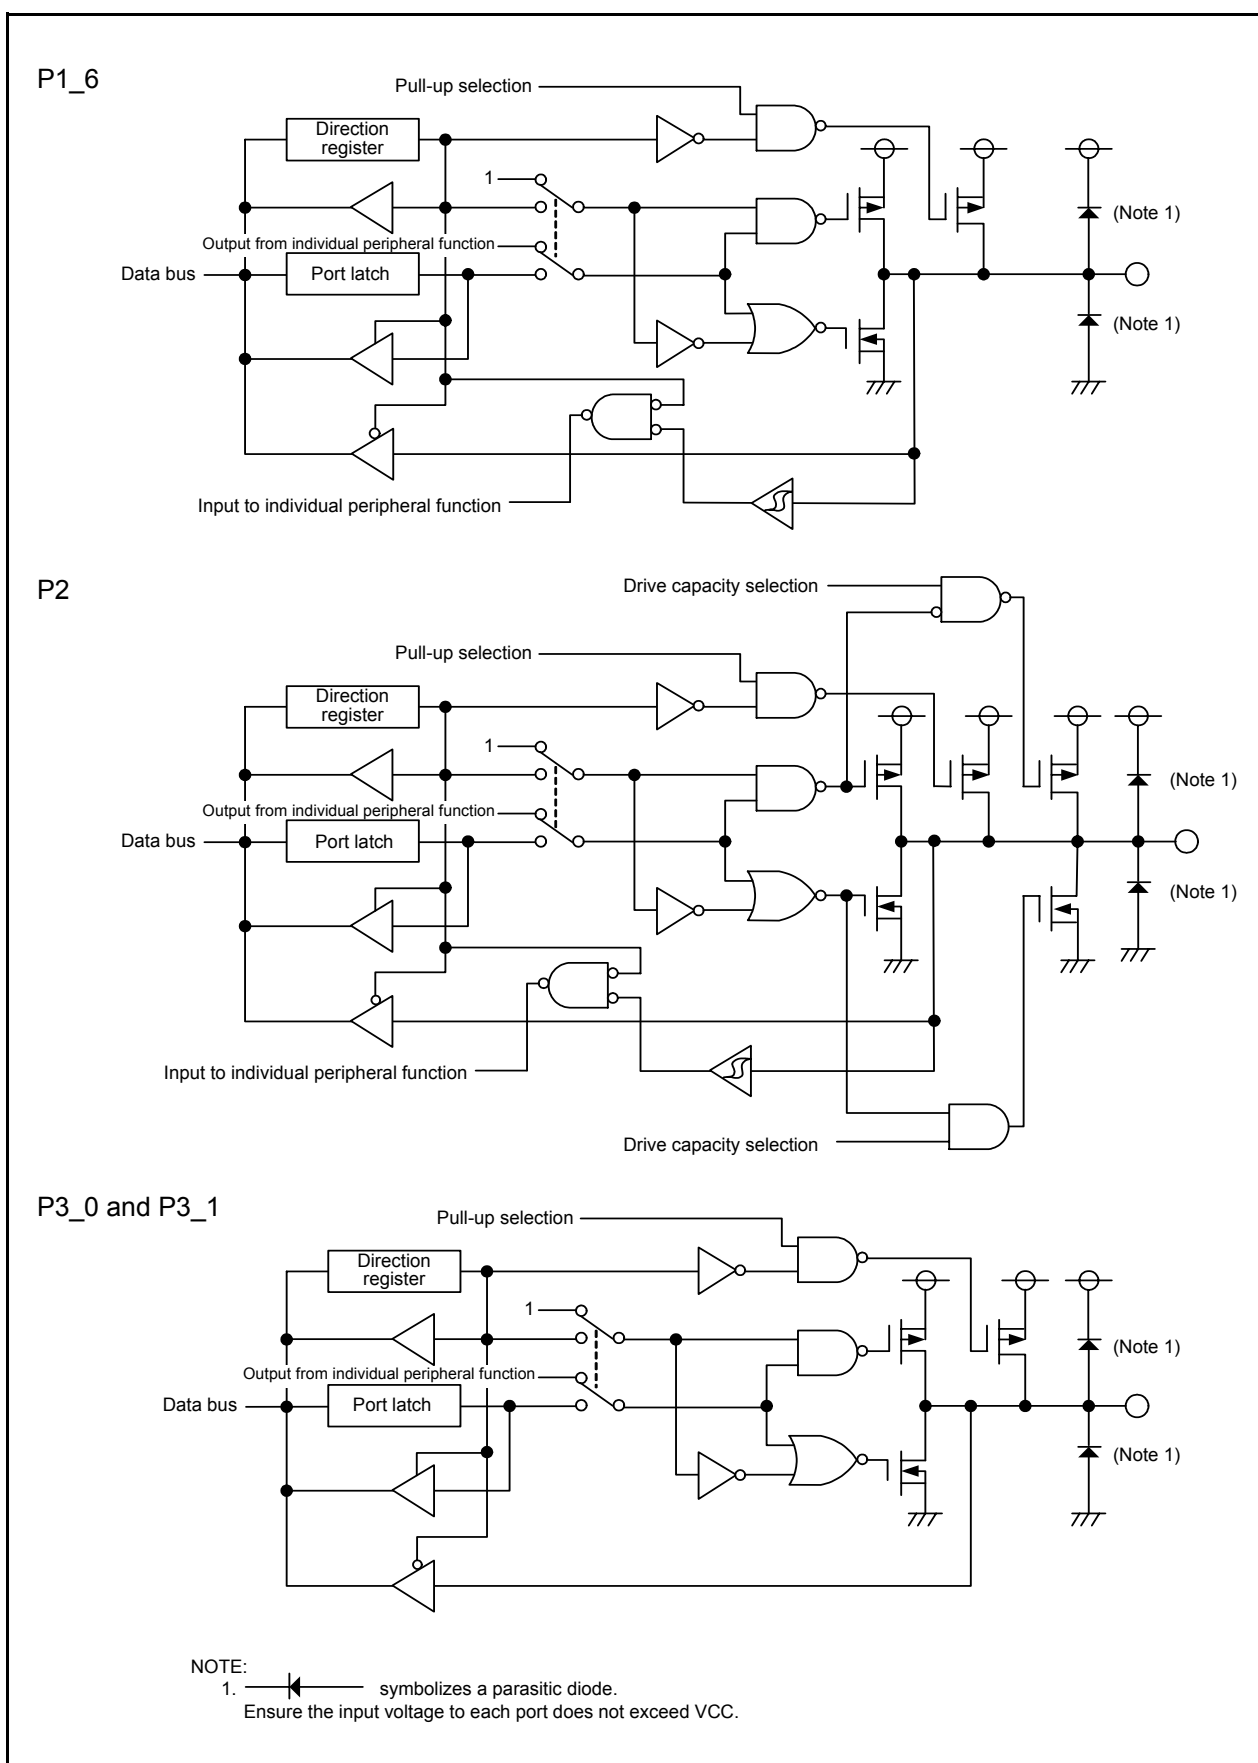 P1_6
Pull-up selection
Direction
register
1
(Note 1)
Output from individual peripheral function
Data bus
Port latch
(Note 1)
Input to individual peripheral function
P2
Drive capacity selection
Pull-up selection
Direction
register
1
(Note 1)
Output from individual peripheral function
Data bus
Port latch
(Note 1)
Input to individual peripheral function
Drive capacity selection
P3_0 and P3_1
Pull-up selection
Direction
register
1
(Note 1)
Output from individual peripheral function
Data bus
Port latch
(Note 1)
NOTE:
1. symbolizes a parasitic diode.
Ensure the input voltage to each port does not exceed VCC.